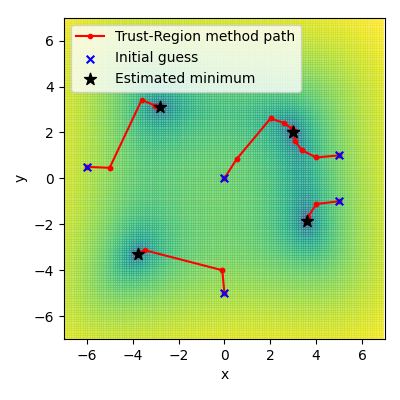 Trust-Region method path
Initial guess
Estimated minimum
6
4
2
0
−2
−4
−6
y
−6 −4 −2 0 2 4 6
x